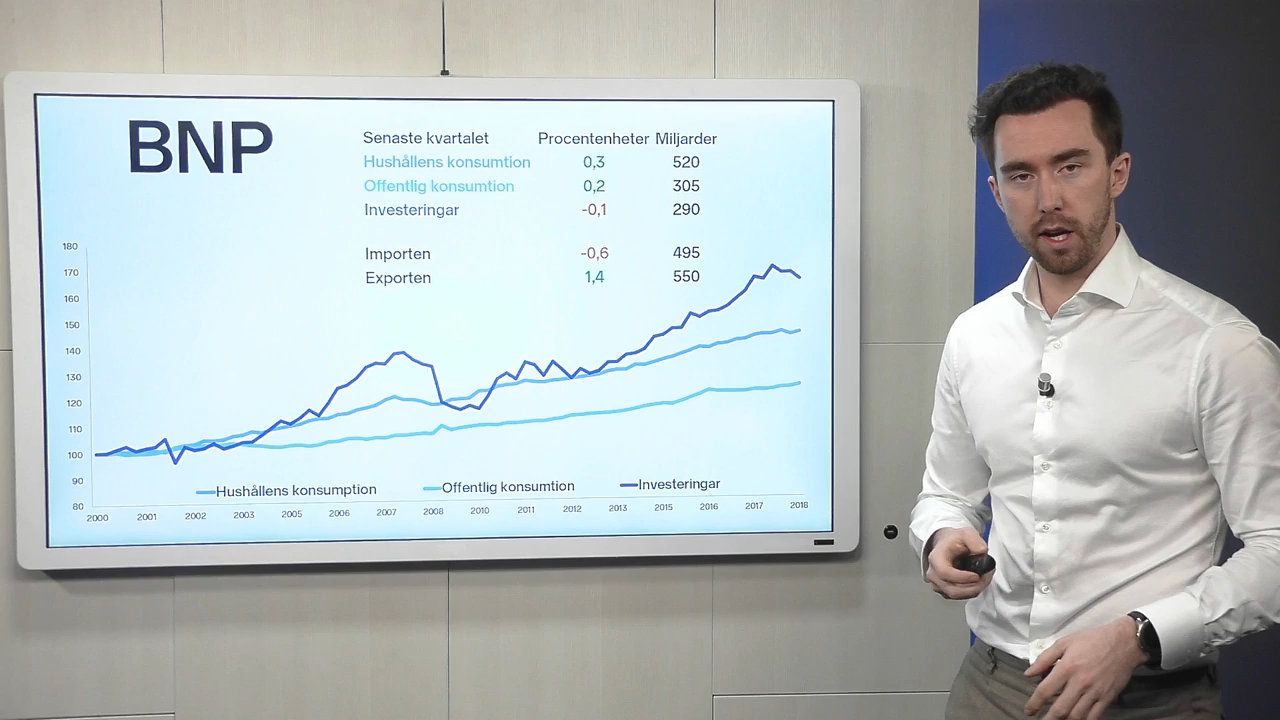 BNP
Senaste kvartalet Procentenheter Miljarder
Hushållens konsumtion 0,3 520
Offentlig konsumtion 0,2 305
Investeringar -0,1 290
Importen -0,6 495
Exporten 1,4 550
180
170
160
150
140
130
120
110
100
90
80
Hushållens konsumption Offentlig konsumtion Investeringar
2000 2001 2002 2003 2005 2006 2007 2008 2010 2011 2012 2013 2015 2016 2017 2018